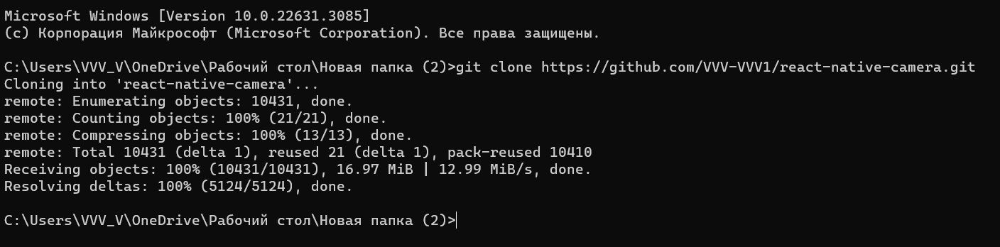 Microsoft Windows [Version 10.0.22631.3085]
(c) Корпорация Майкрософт (Microsoft Corporation). Все права защищены.
C:\Users\VVV_V\OneDrive\Рабочий стол\Новая папка (2)>git clone https://github.com/VVV-VVV1/react-native-camera.git
Cloning into 'react-native-camera'...
remote: Enumerating objects: 10431, done.
remote: Counting objects: 100% (21/21), done.
remote: Compressing objects: 100% (13/13), done.
remote: Total 10431 (delta 1), reused 21 (delta 1), pack-reused 10410
Receiving objects: 100% (10431/10431), 16.97 MiB | 12.99 MiB/s, done.
Resolving deltas: 100% (5124/5124), done.
C:\Users\VVV_V\OneDrive\Рабочий стол\Новая папка (2)>